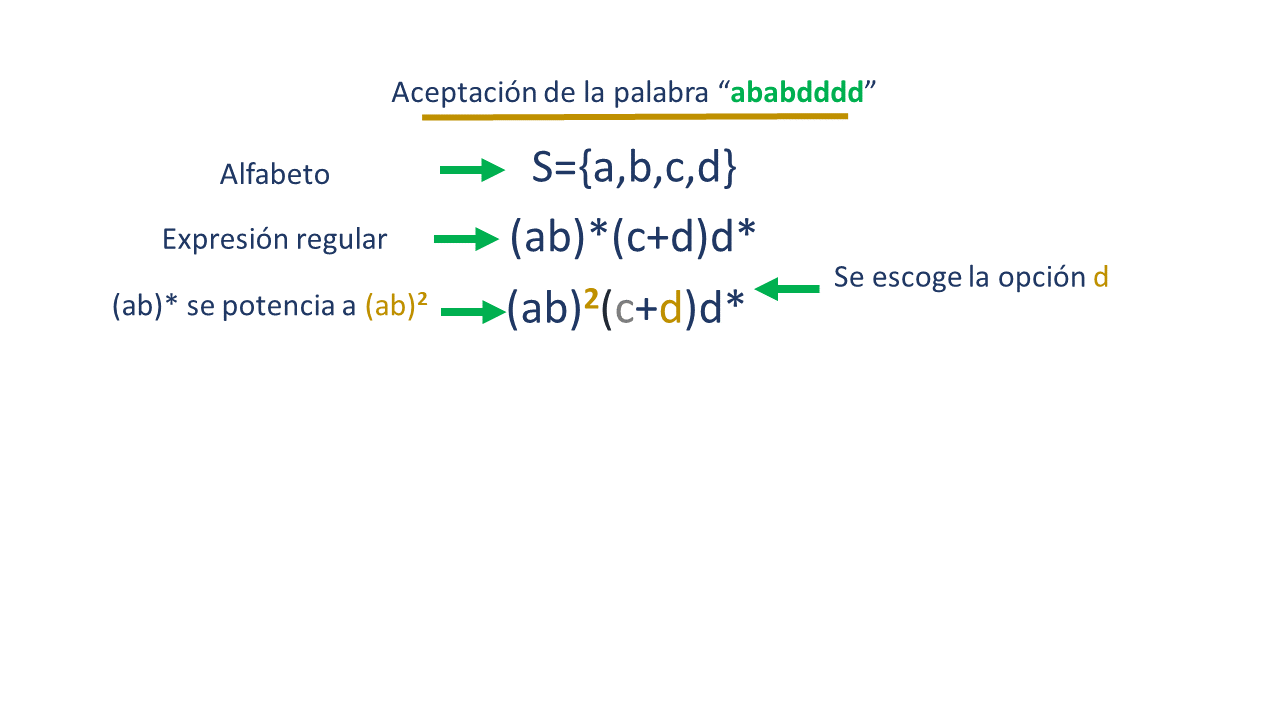 Aceptación de la palabra “ababdddd”
Alfabeto
S={a,b,c,d}
Expresión regular
(ab)*(c+d)d*
(ab)* se potencia a (ab)²
(ab)²(c+d)d*
Se escoge la opción d